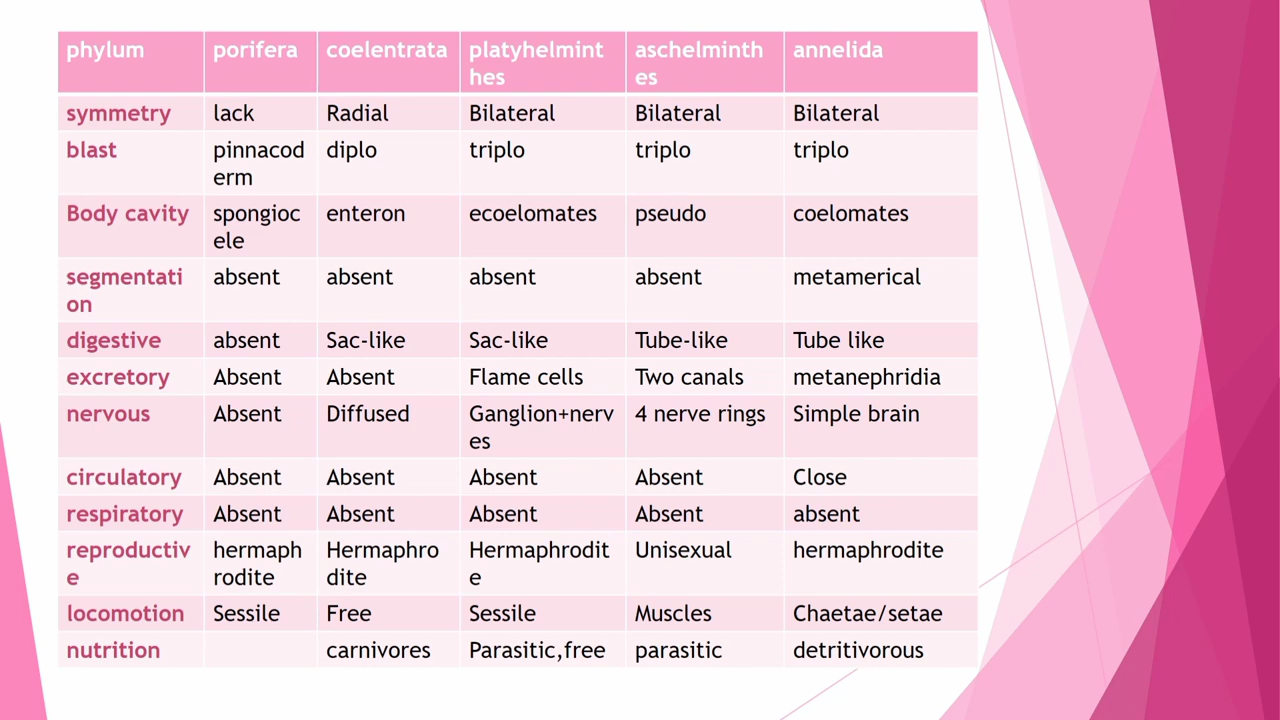 phylum porifera coelentrata platyhelmint aschelminth annelida
hes es
symmetry lack Radial Bilateral Bilateral Bilateral
blast pinnacod diplo triplo triplo triplo
erm
Body cavity spongioc enteron ecoelomates pseudo coelomates
ele
segmentati absent absent absent absent metamerical
on
digestive absent Sac-like Sac-like Tube-like Tube like
excretory Absent Absent Flame cells Two canals metanephridia
nervous Absent Diffused Ganglion+nerv 4 nerve rings Simple brain
es
circulatory Absent Absent Absent Absent Close
respiratory Absent Absent Absent Absent absent
reproductiv hermaph Hermaphro Hermaphrodit Unisexual hermaphrodite
e rodite dite e
locomotion Sessile Free Sessile Muscles Chaetae/setae
nutrition carnivores Parasitic,free parasitic detritivorous